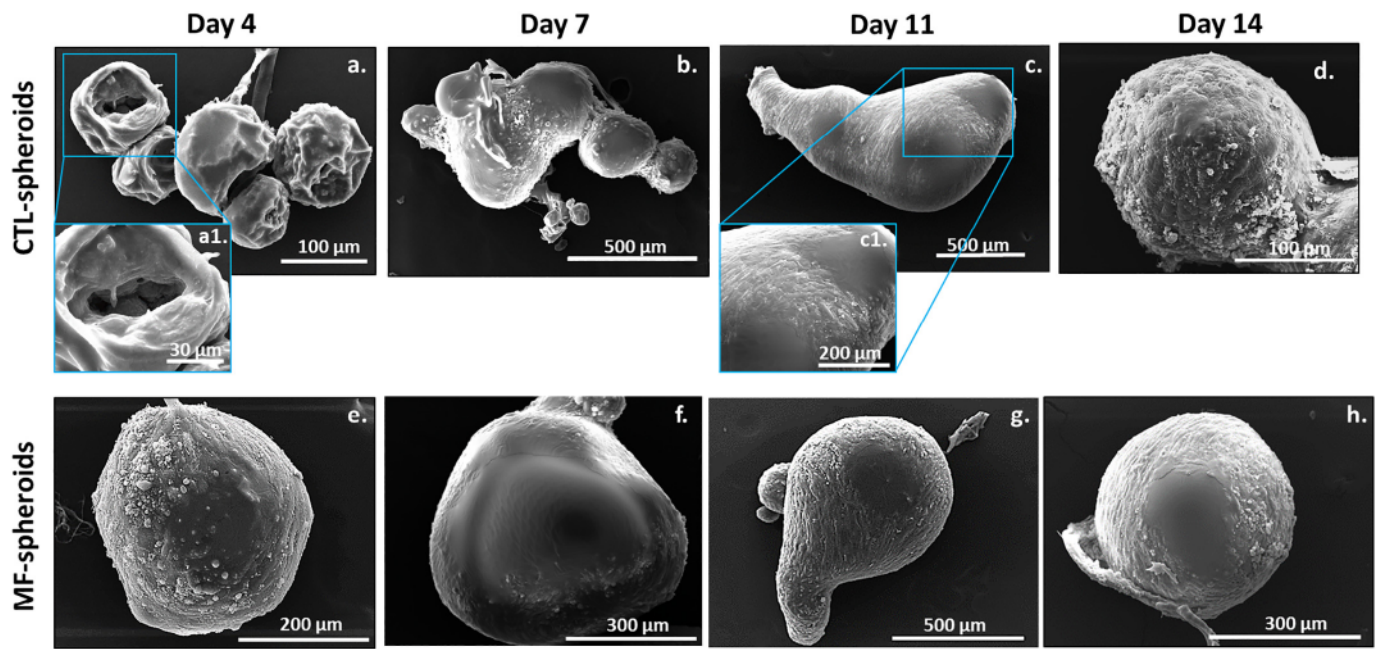 Day 4 Day 7 Day 11 Day 14
CTL-spheroids
a. b. c. d.
100 µm 500 µm 500 µm 100 µm
a1. c1.
30 µm 200 µm
MF-spheroids
e. f. g. h.
200 µm 300 µm 500 µm 300 µm